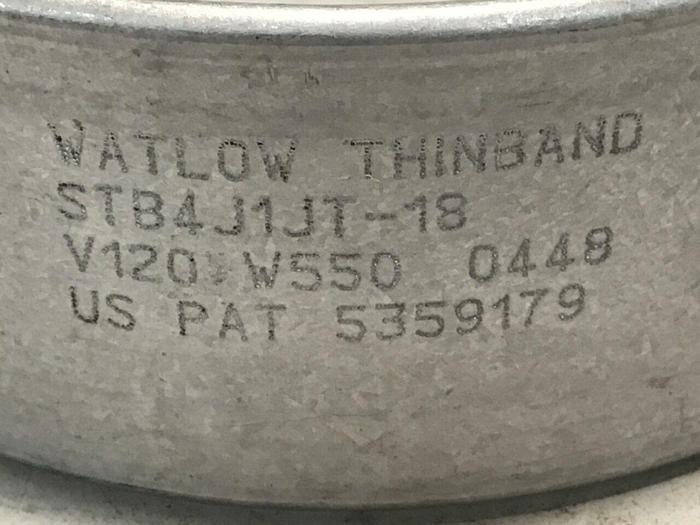 WATLOW THINBAND
STB4J1JT-18
V120 W550 0448
US PAT 5359179